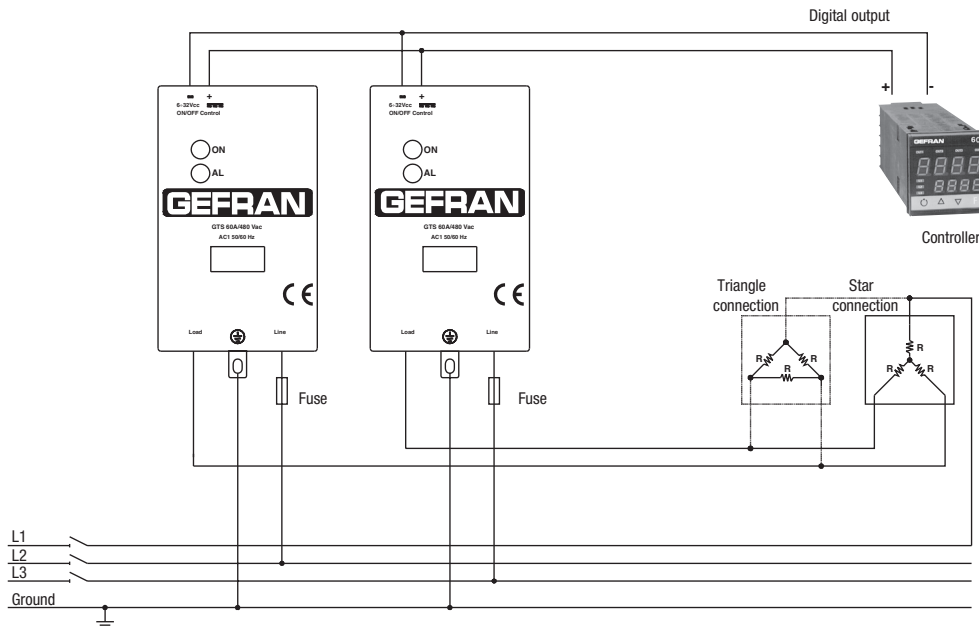 Digital output
+ -
- +
6÷32Vcc
ON/OFF Control
ON
AL
GEFRAN
GTS 60A/480 Vac
AC1 50/60 Hz
CE
Load
Line
Fuse
- +
6÷32Vcc
ON/OFF Control
ON
AL
GEFRAN
GTS 60A/480 Vac
AC1 50/60 Hz
CE
Load
Line
Fuse
GEFRAN
8888
8888
Controller
Triangle
connection
R
R
R
Star
connection
R
R
R
L1
L2
L3
Ground